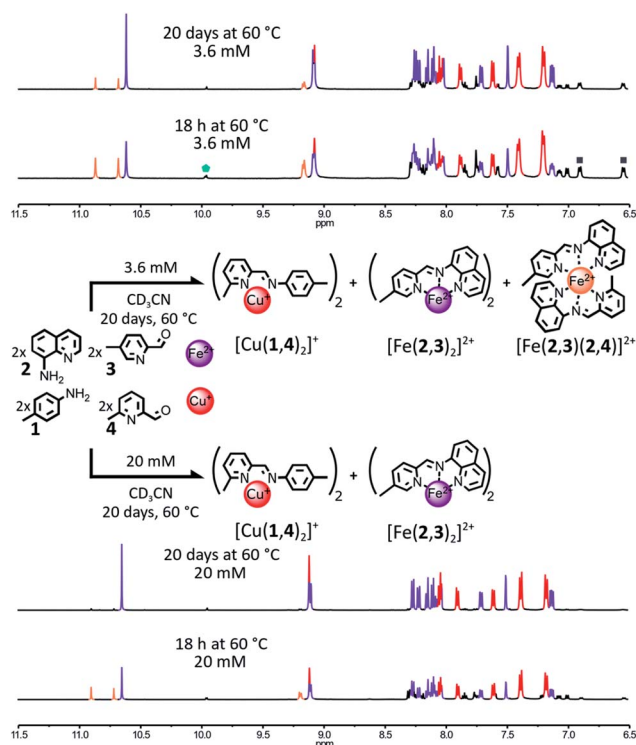 20 days at 60 °C
3.6 mM
18 h at 60 °C
3.6 mM
11.5 11.0 10.5 10.0 9.5 9.0 8.5 8.0 7.5 7.0 6.5
ppm
3.6 mM
CD3CN
20 days, 60 °C
( N N Cu+ )2 + ( N N N Fe2+ )2 + N N N Fe2+ N N N
[Cu(1,4)2]+ [Fe(2,3)2]2+ [Fe(2,3)(2,4)]2+
2x 2 N NH2 2x 3 N O Fe2+
2x 1 NH2 2x 4 N O Cu+
20 mM
CD3CN
20 days, 60 °C
( N N Cu+ )2 + ( N N N Fe2+ )2
[Cu(1,4)2]+ [Fe(2,3)2]2+
20 days at 60 °C
20 mM
18 h at 60 °C
20 mM
11.5 11.0 10.5 10.0 9.5 9.0 8.5 8.0 7.5 7.0 6.5
ppm